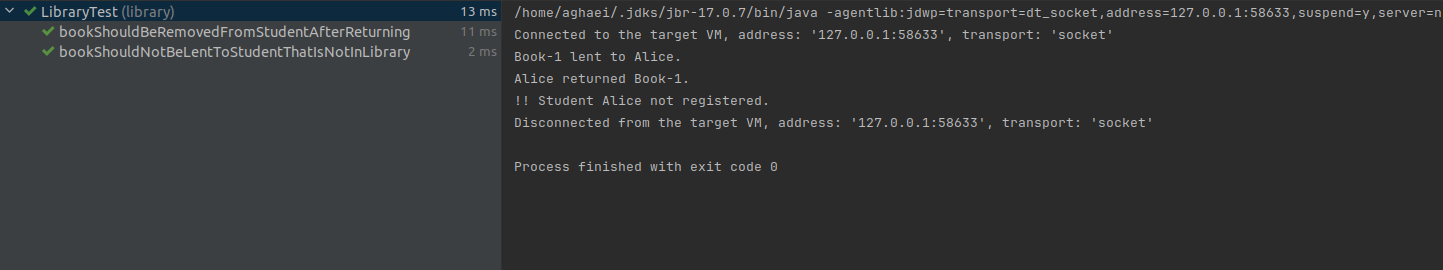 LibraryTest (library) 13 ms
bookShouldBeRemovedFromStudentAfterReturning 11 ms
bookShouldNotBeLentToStudentThatIsNotInLibrary 2 ms
/home/aghaei/.jdks/jbr-17.0.7/bin/java -agentlib:jdwp=transport=dt_socket,address=127.0.0.1:58633,suspend=y,server=n
Connected to the target VM, address: '127.0.0.1:58633', transport: 'socket'
Book-1 lent to Alice.
Alice returned Book-1.
!! Student Alice not registered.
Disconnected from the target VM, address: '127.0.0.1:58633', transport: 'socket'
Process finished with exit code 0